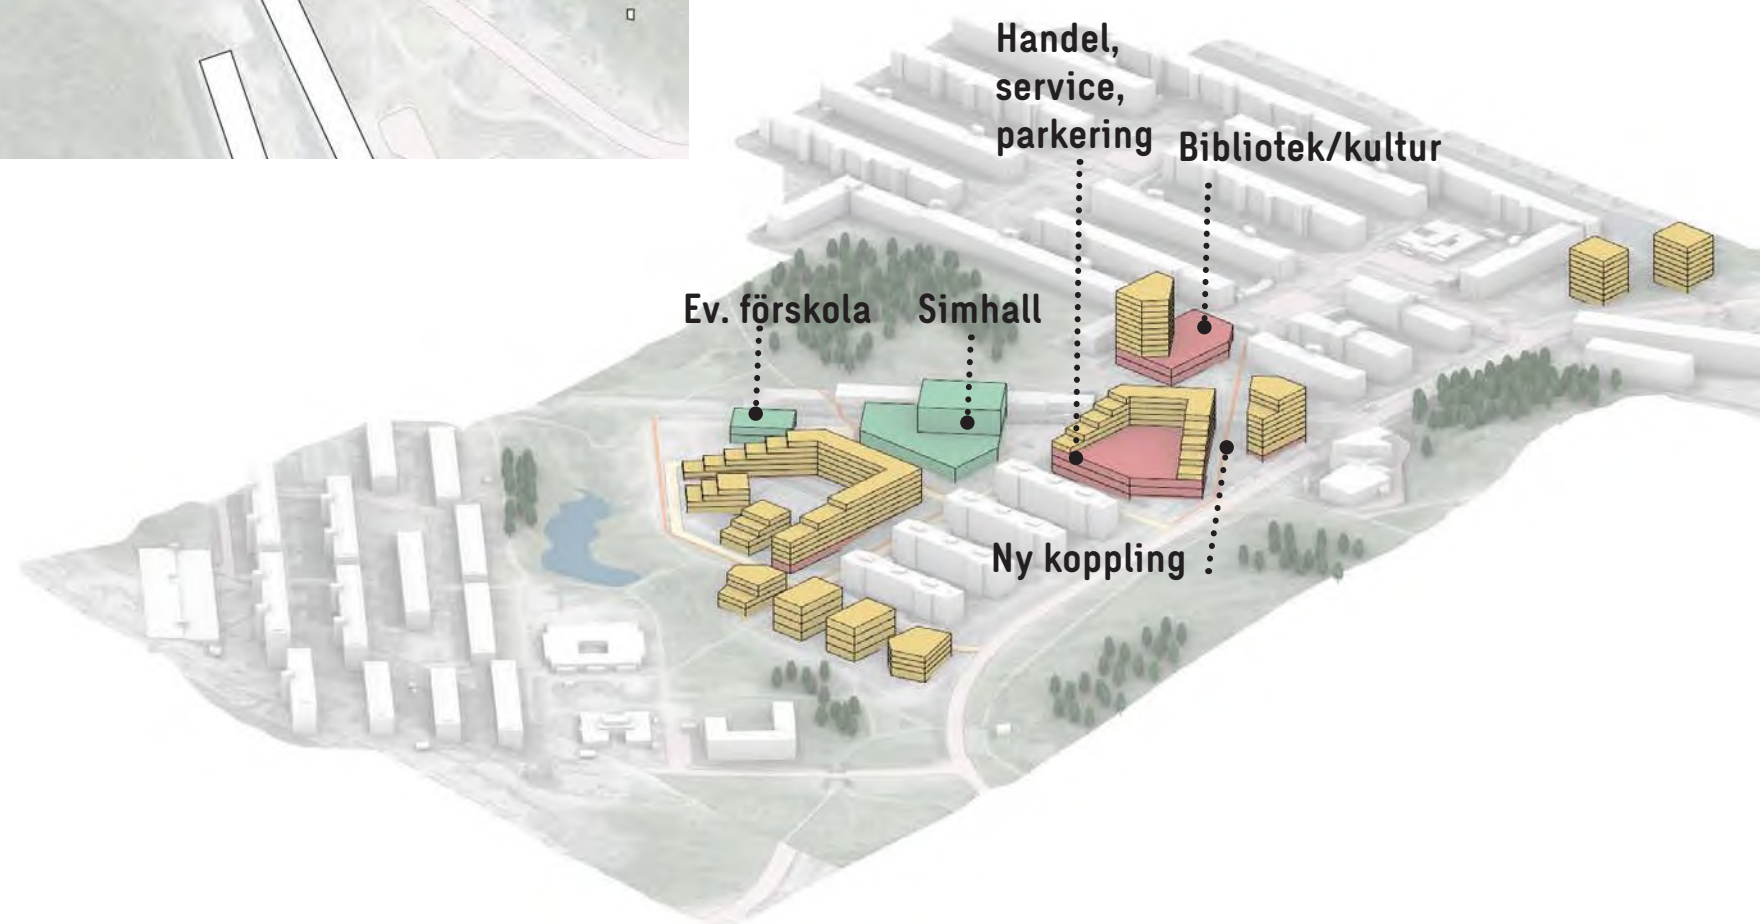 Handel,
service,
parkering
Bibliotek/kultur
Ev. förskola
Simhall
Ny koppling